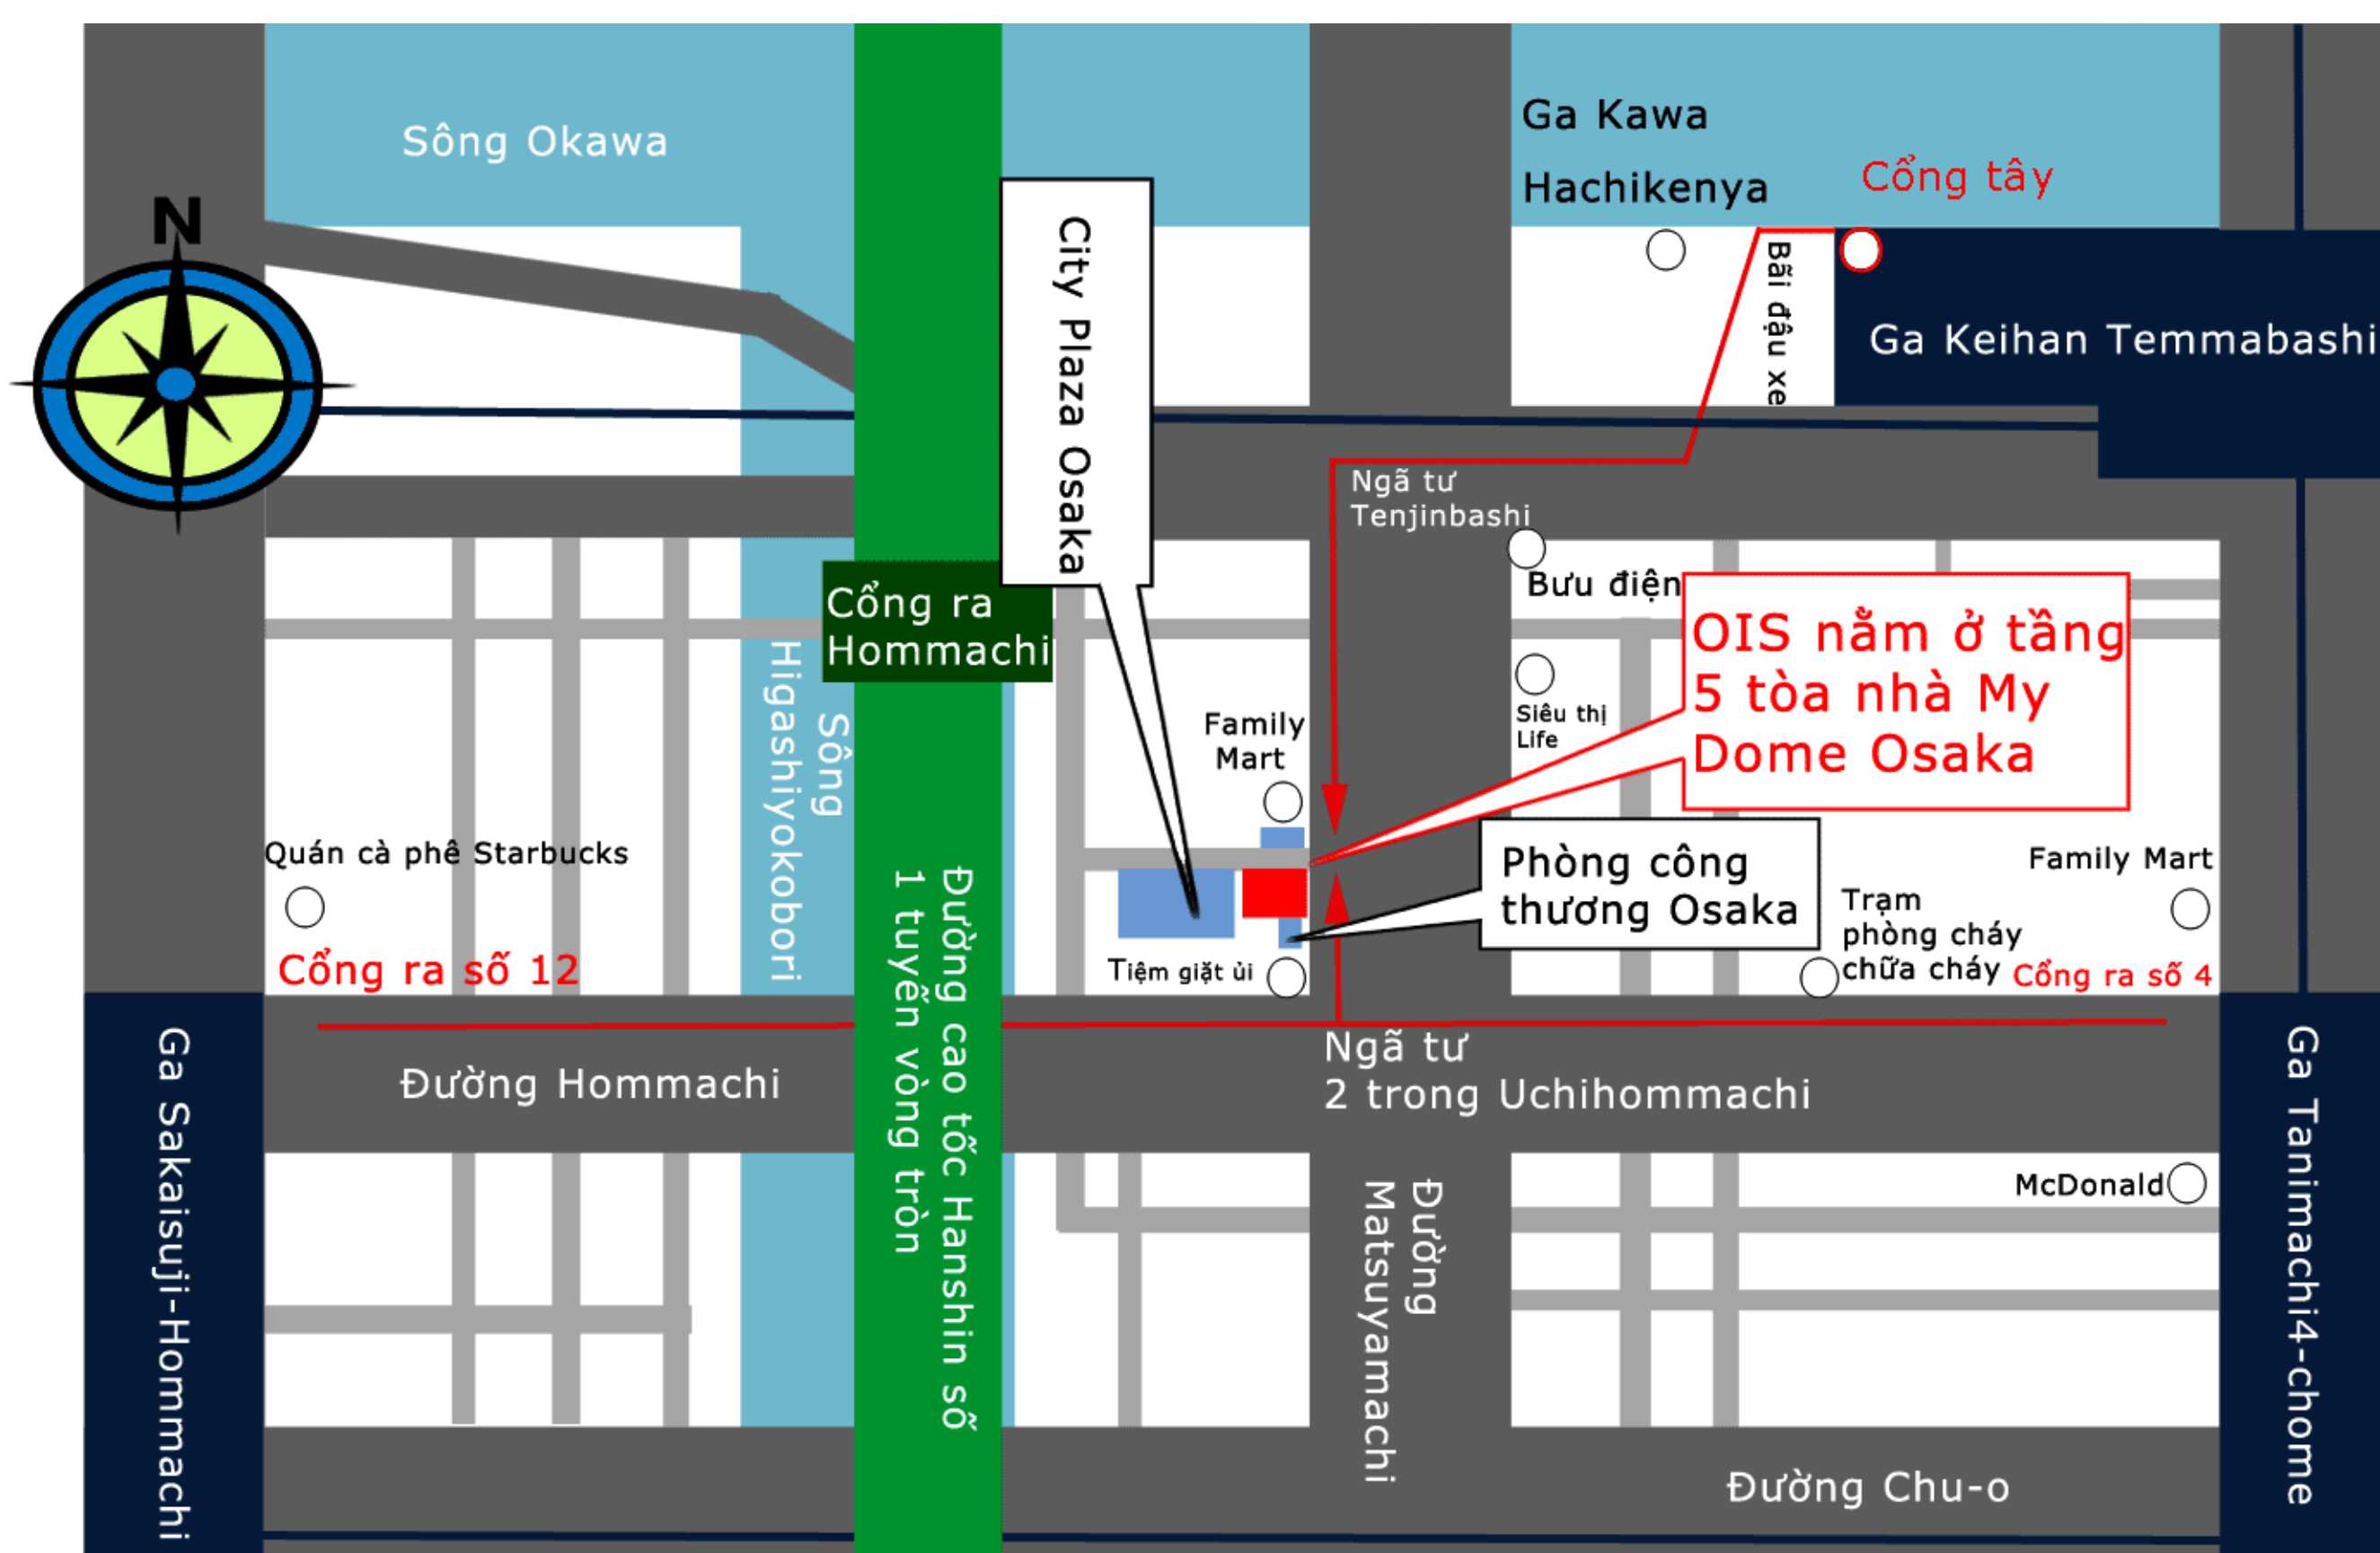 Sông Okawa
Ga Kawa
Hachikenya
Cổng tây
N
City Plaza Osaka
Bãi đậu xe
Ga Keihan Temmabashi
Ngã tư
Tenjinbashi
Bưu điện
Cổng ra
Hommachi
OIS nằm ở tầng
5 tòa nhà My
Dome Osaka
Sông
Higashiyokobori
Family
Mart
Siêu thị
Life
Quán cà phê Starbucks
Cổng ra số 12
Đường cao tốc Hanshin số
1 tuyến vòng tròn
Phòng công
thương Osaka
Family Mart
Trạm
phòng cháy
chữa cháy
Cổng ra số 4
Tiệm giặt ủi
Ga Sakaisuji-Hommachi
Đường Hommachi
Ngã tư
2 trong Uchihommachi
Ga Tanimachi4-chome
McDonald
Đường
Matsuyamachi
Đường Chu-o